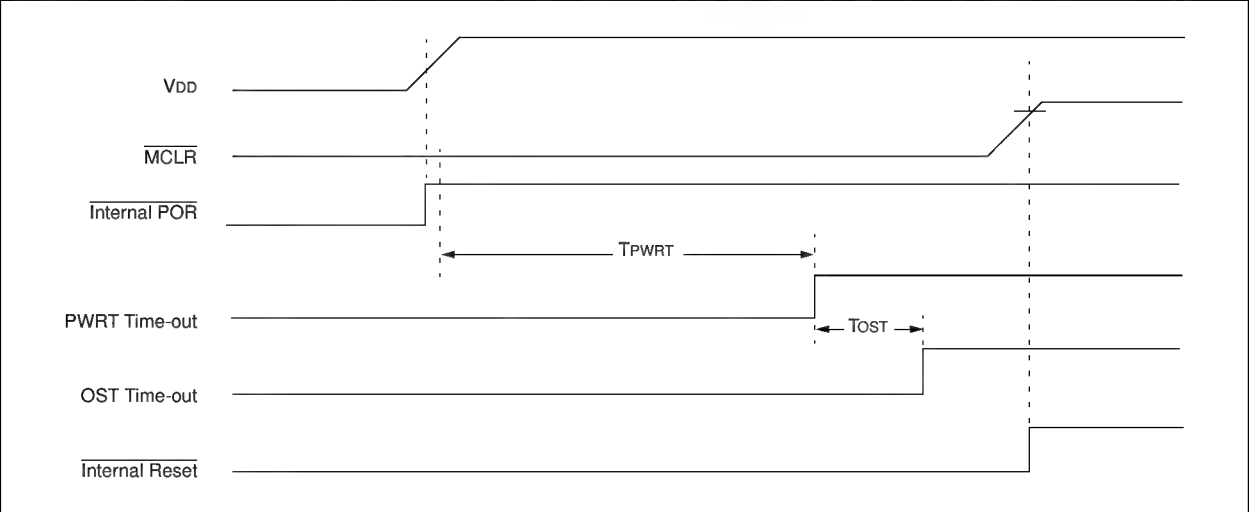 VDD
MCLR
Internal POR
TPWRT
PWRT Time-out
TOST
OST Time-out
Internal Reset